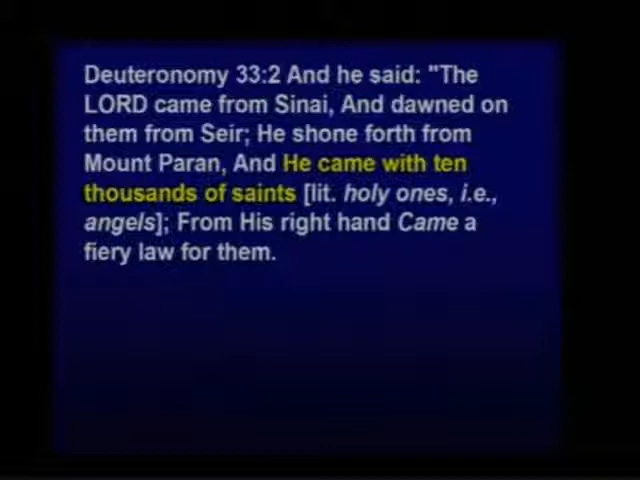 Deuteronomy 33:2 And he said: "The
LORD came from Sinai, And dawned on
them from Seir; He shone forth from
Mount Paran, And He came with ten
thousands of saints [lit. holy ones, i.e.,
angels]; From His right hand Came a
fiery law for them.